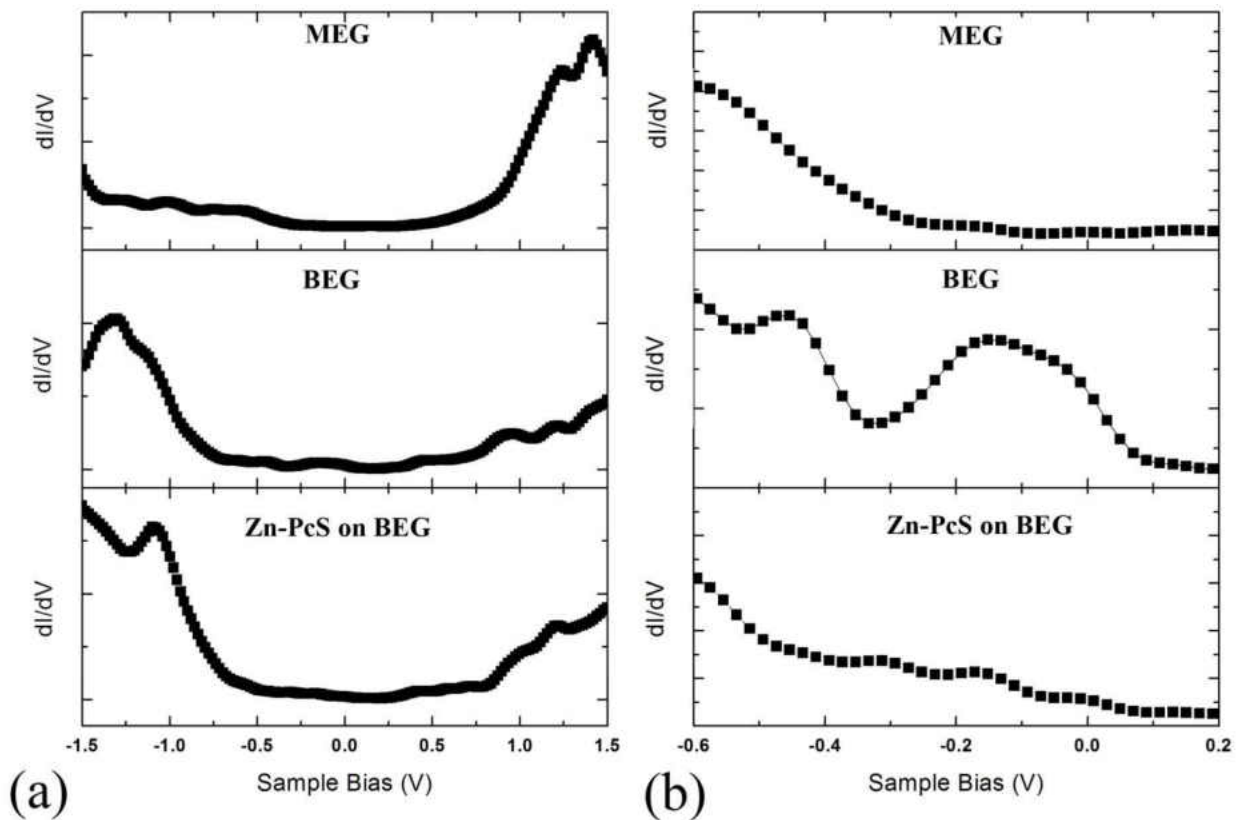 MEG
dI/dV
BEG
dI/dV
Zn-PcS on BEG
dI/dV
-1.5 -1.0 -0.5 0.0 0.5 1.0 1.5
Sample Bias (V)
(a)
MEG
dI/dV
BEG
dI/dV
Zn-PcS on BEG
dI/dV
-0.6 -0.4 -0.2 0.0 0.2
Sample Bias (V)
(b)